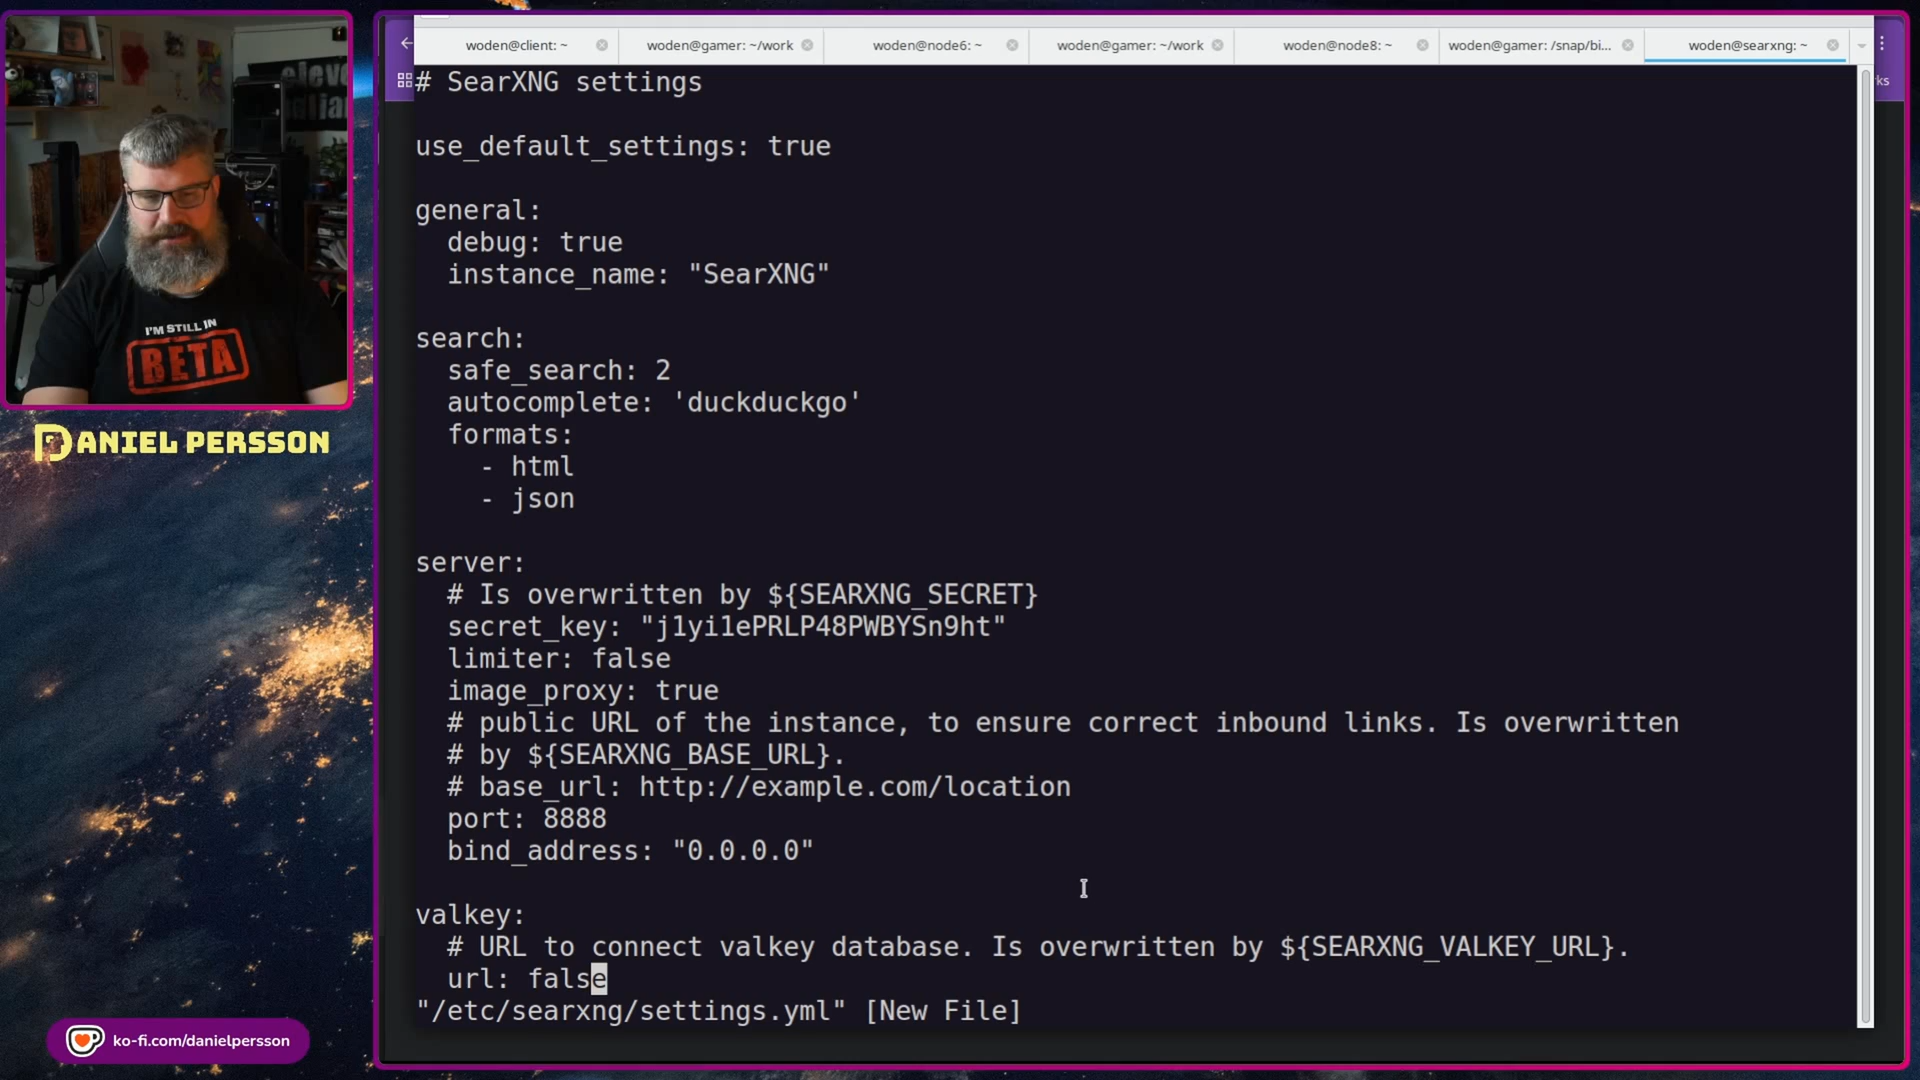 woden@client: ~
woden@gamer: ~/work
woden@node6: ~
woden@gamer: ~/work
woden@node8: ~
woden@gamer: /snap/bi...
woden@searxng: ~
ks
# SearXNG settings
use_default_settings: true
general:
debug: true
instance_name: "SearXNG"
search:
safe_search: 2
autocomplete: 'duckduckgo'
formats:
- html
- json
server:
# Is overwritten by ${SEARXNG_SECRET}
secret_key: "j1yi1ePRLP48PWBYSn9ht"
limiter: false
image_proxy: true
# public URL of the instance, to ensure correct inbound links. Is overwritten
# by ${SEARXNG_BASE_URL}.
# base_url: http://example.com/location
port: 8888
bind_address: "0.0.0.0"
valkey:
# URL to connect valkey database. Is overwritten by ${SEARXNG_VALKEY_URL}.
url: false
"/etc/searxng/settings.yml" [New File]
I'M STILL IN
BETA
DANIEL PERSSON
ko-fi.com/danielpersson